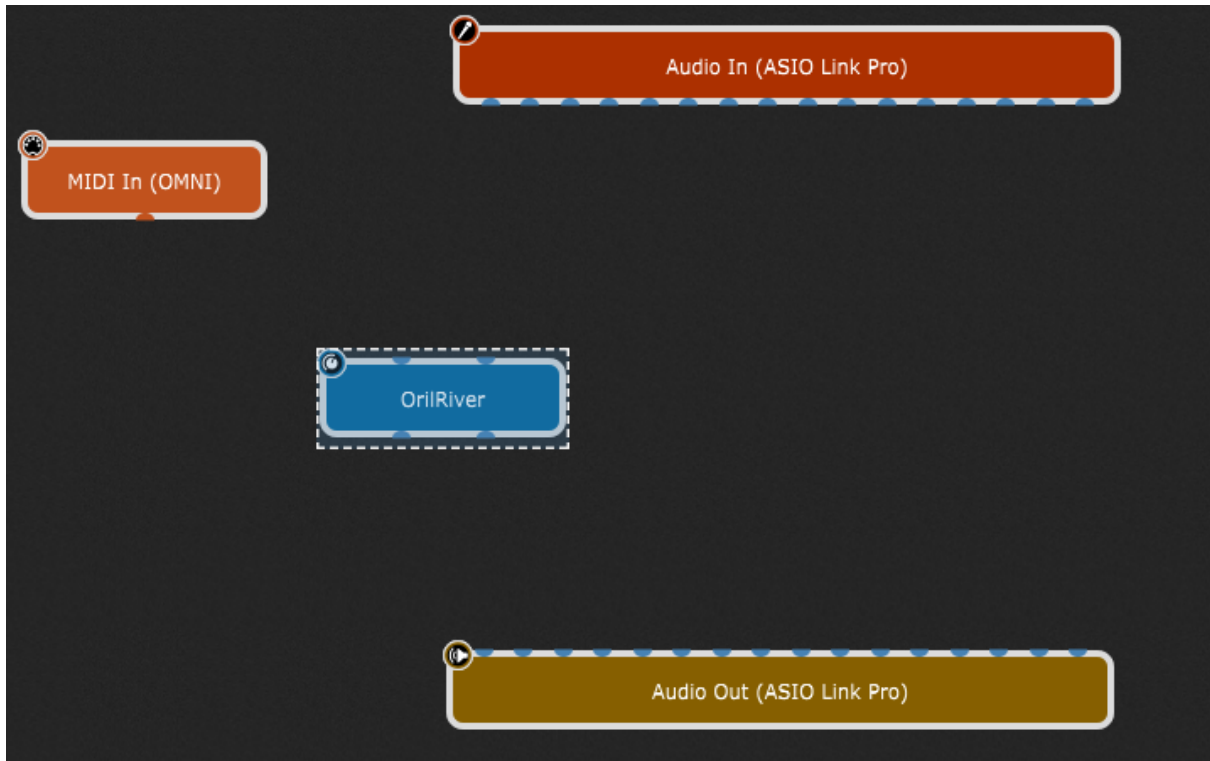 Audio In (ASIO Link Pro)
MIDI In (OMNI)
OrilRiver
Audio Out (ASIO Link Pro)